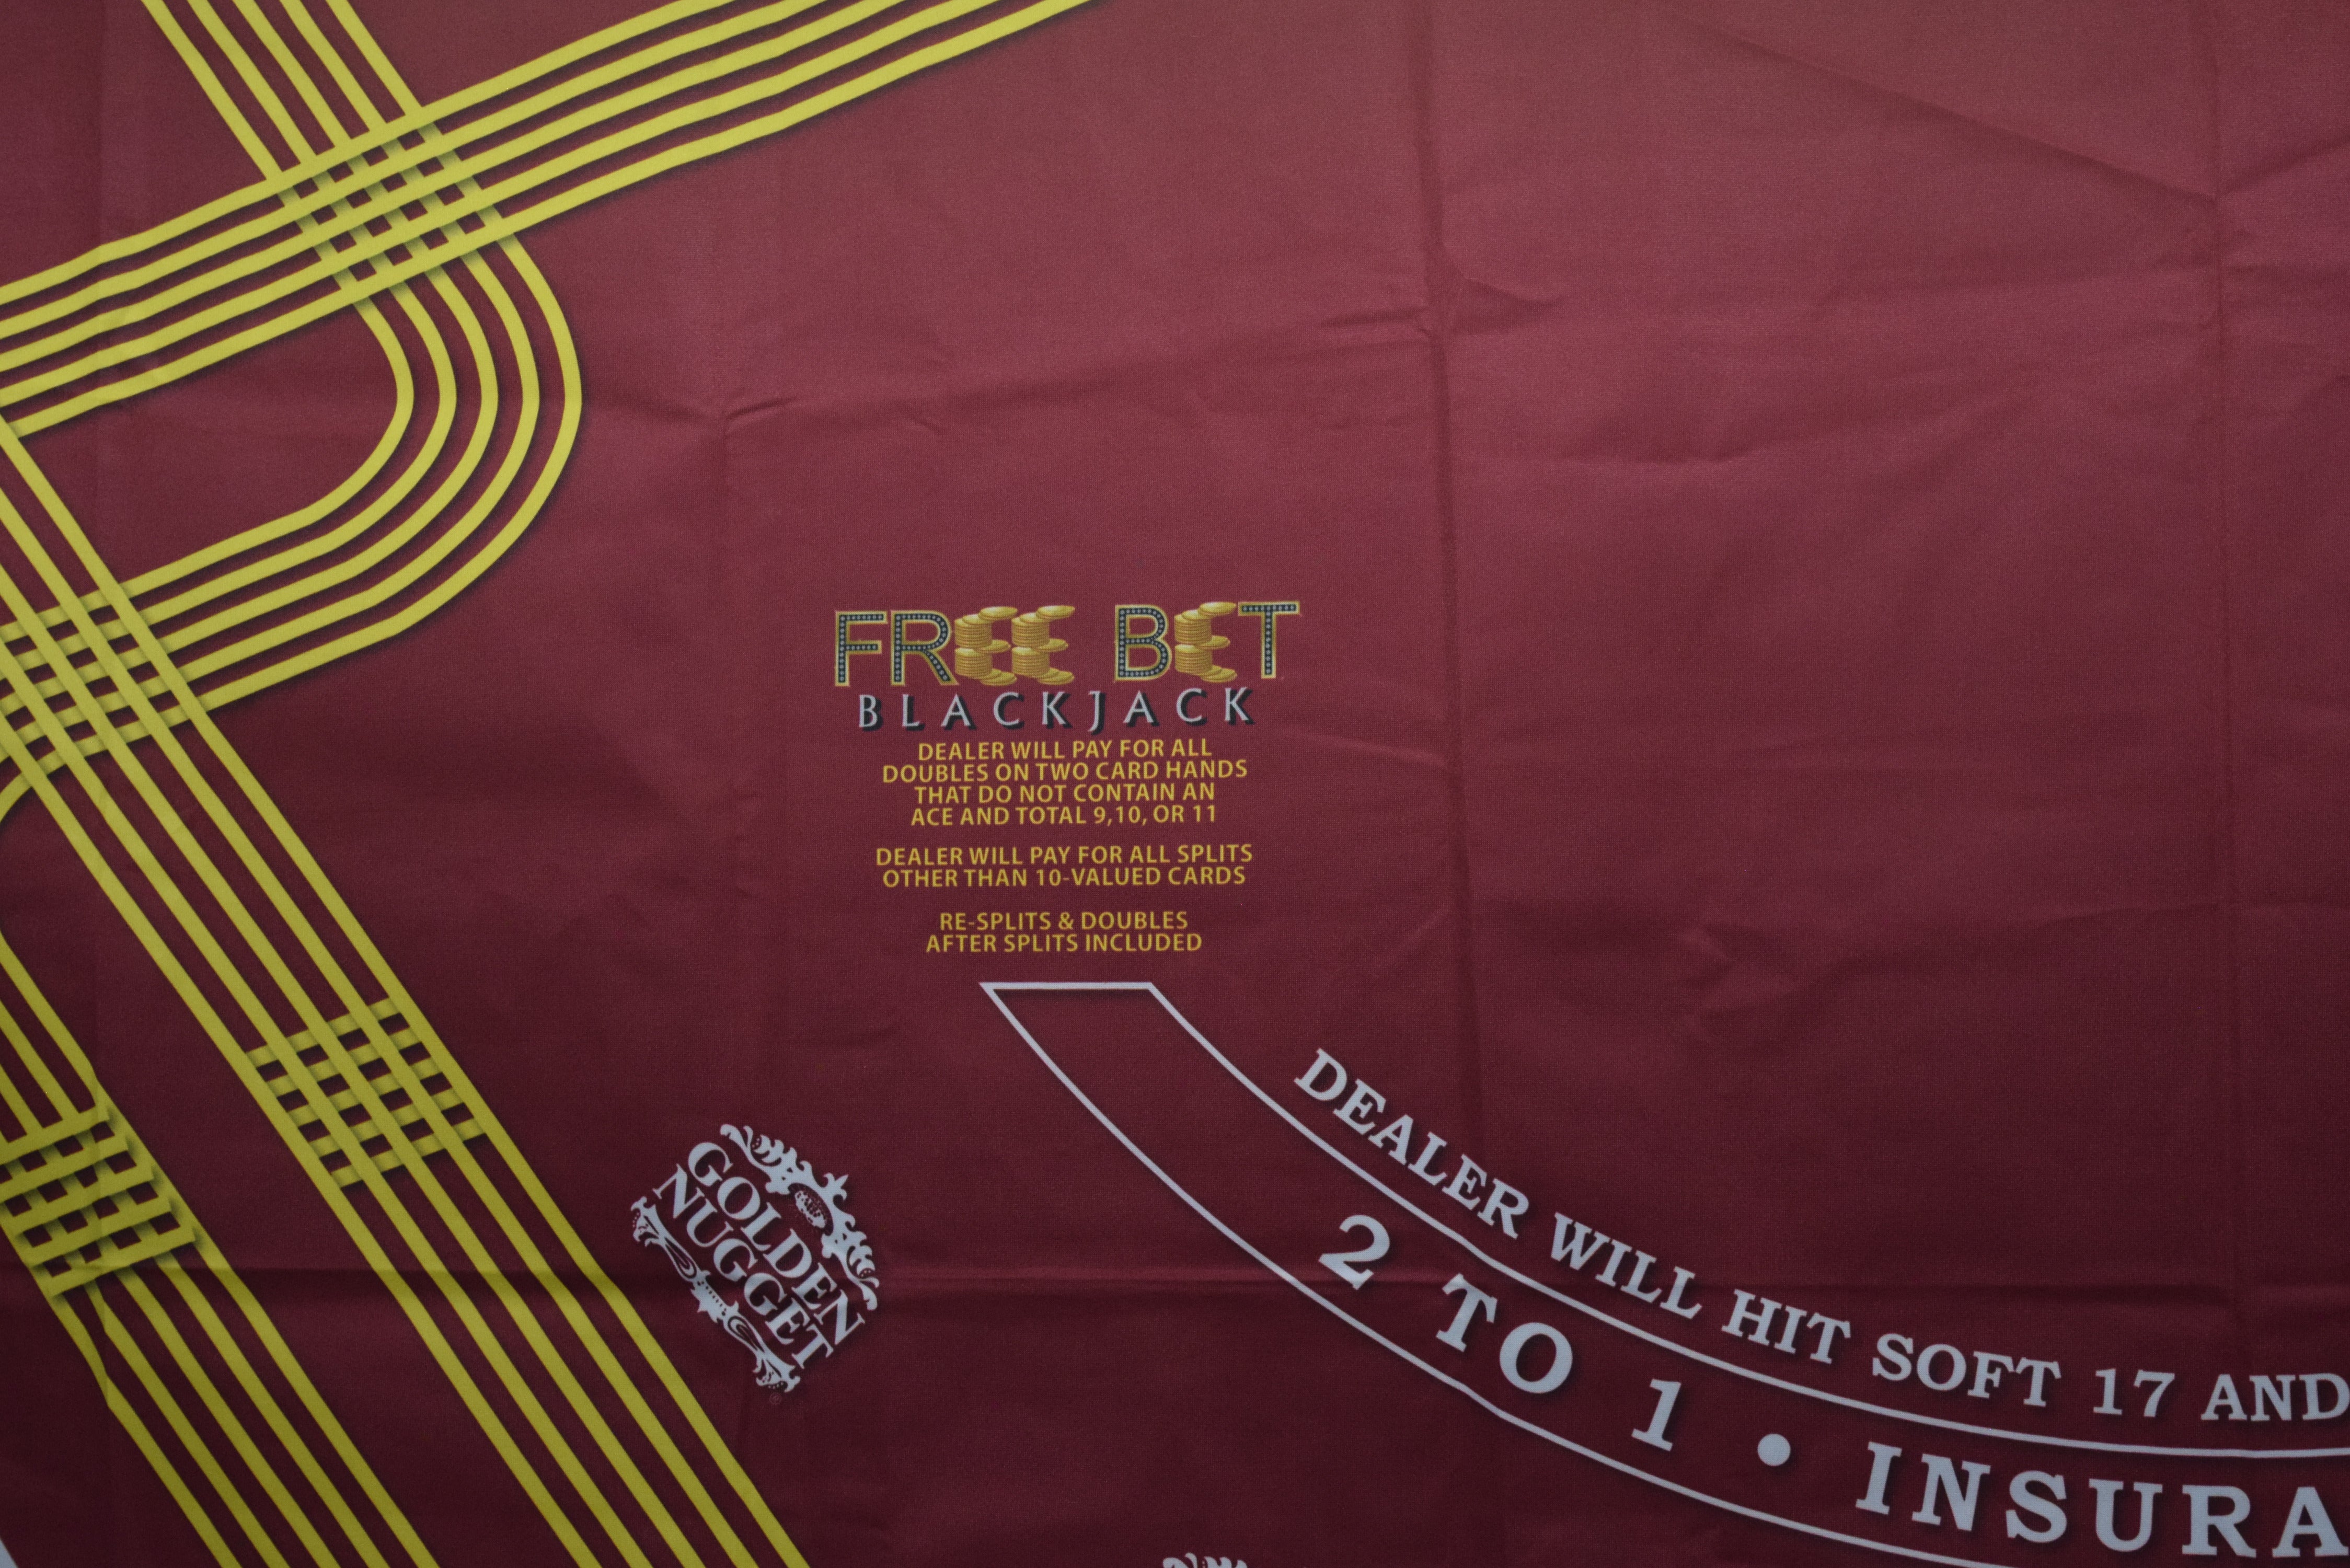 FREE BET
BLACKJACK
DEALER WILL PAY FOR ALL
DOUBLES ON TWO CARD HANDS
THAT DO NOT CONTAIN AN
ACE AND TOTAL 9,10, OR 11
DEALER WILL PAY FOR ALL SPLITS
OTHER THAN 10-VALUED CARDS
RE-SPLITS & DOUBLES
AFTER SPLITS INCLUDED
DEALER WILL HIT SOFT 17 AND
2 TO 1 • INSURA
GOLDEN
NUGGET
®